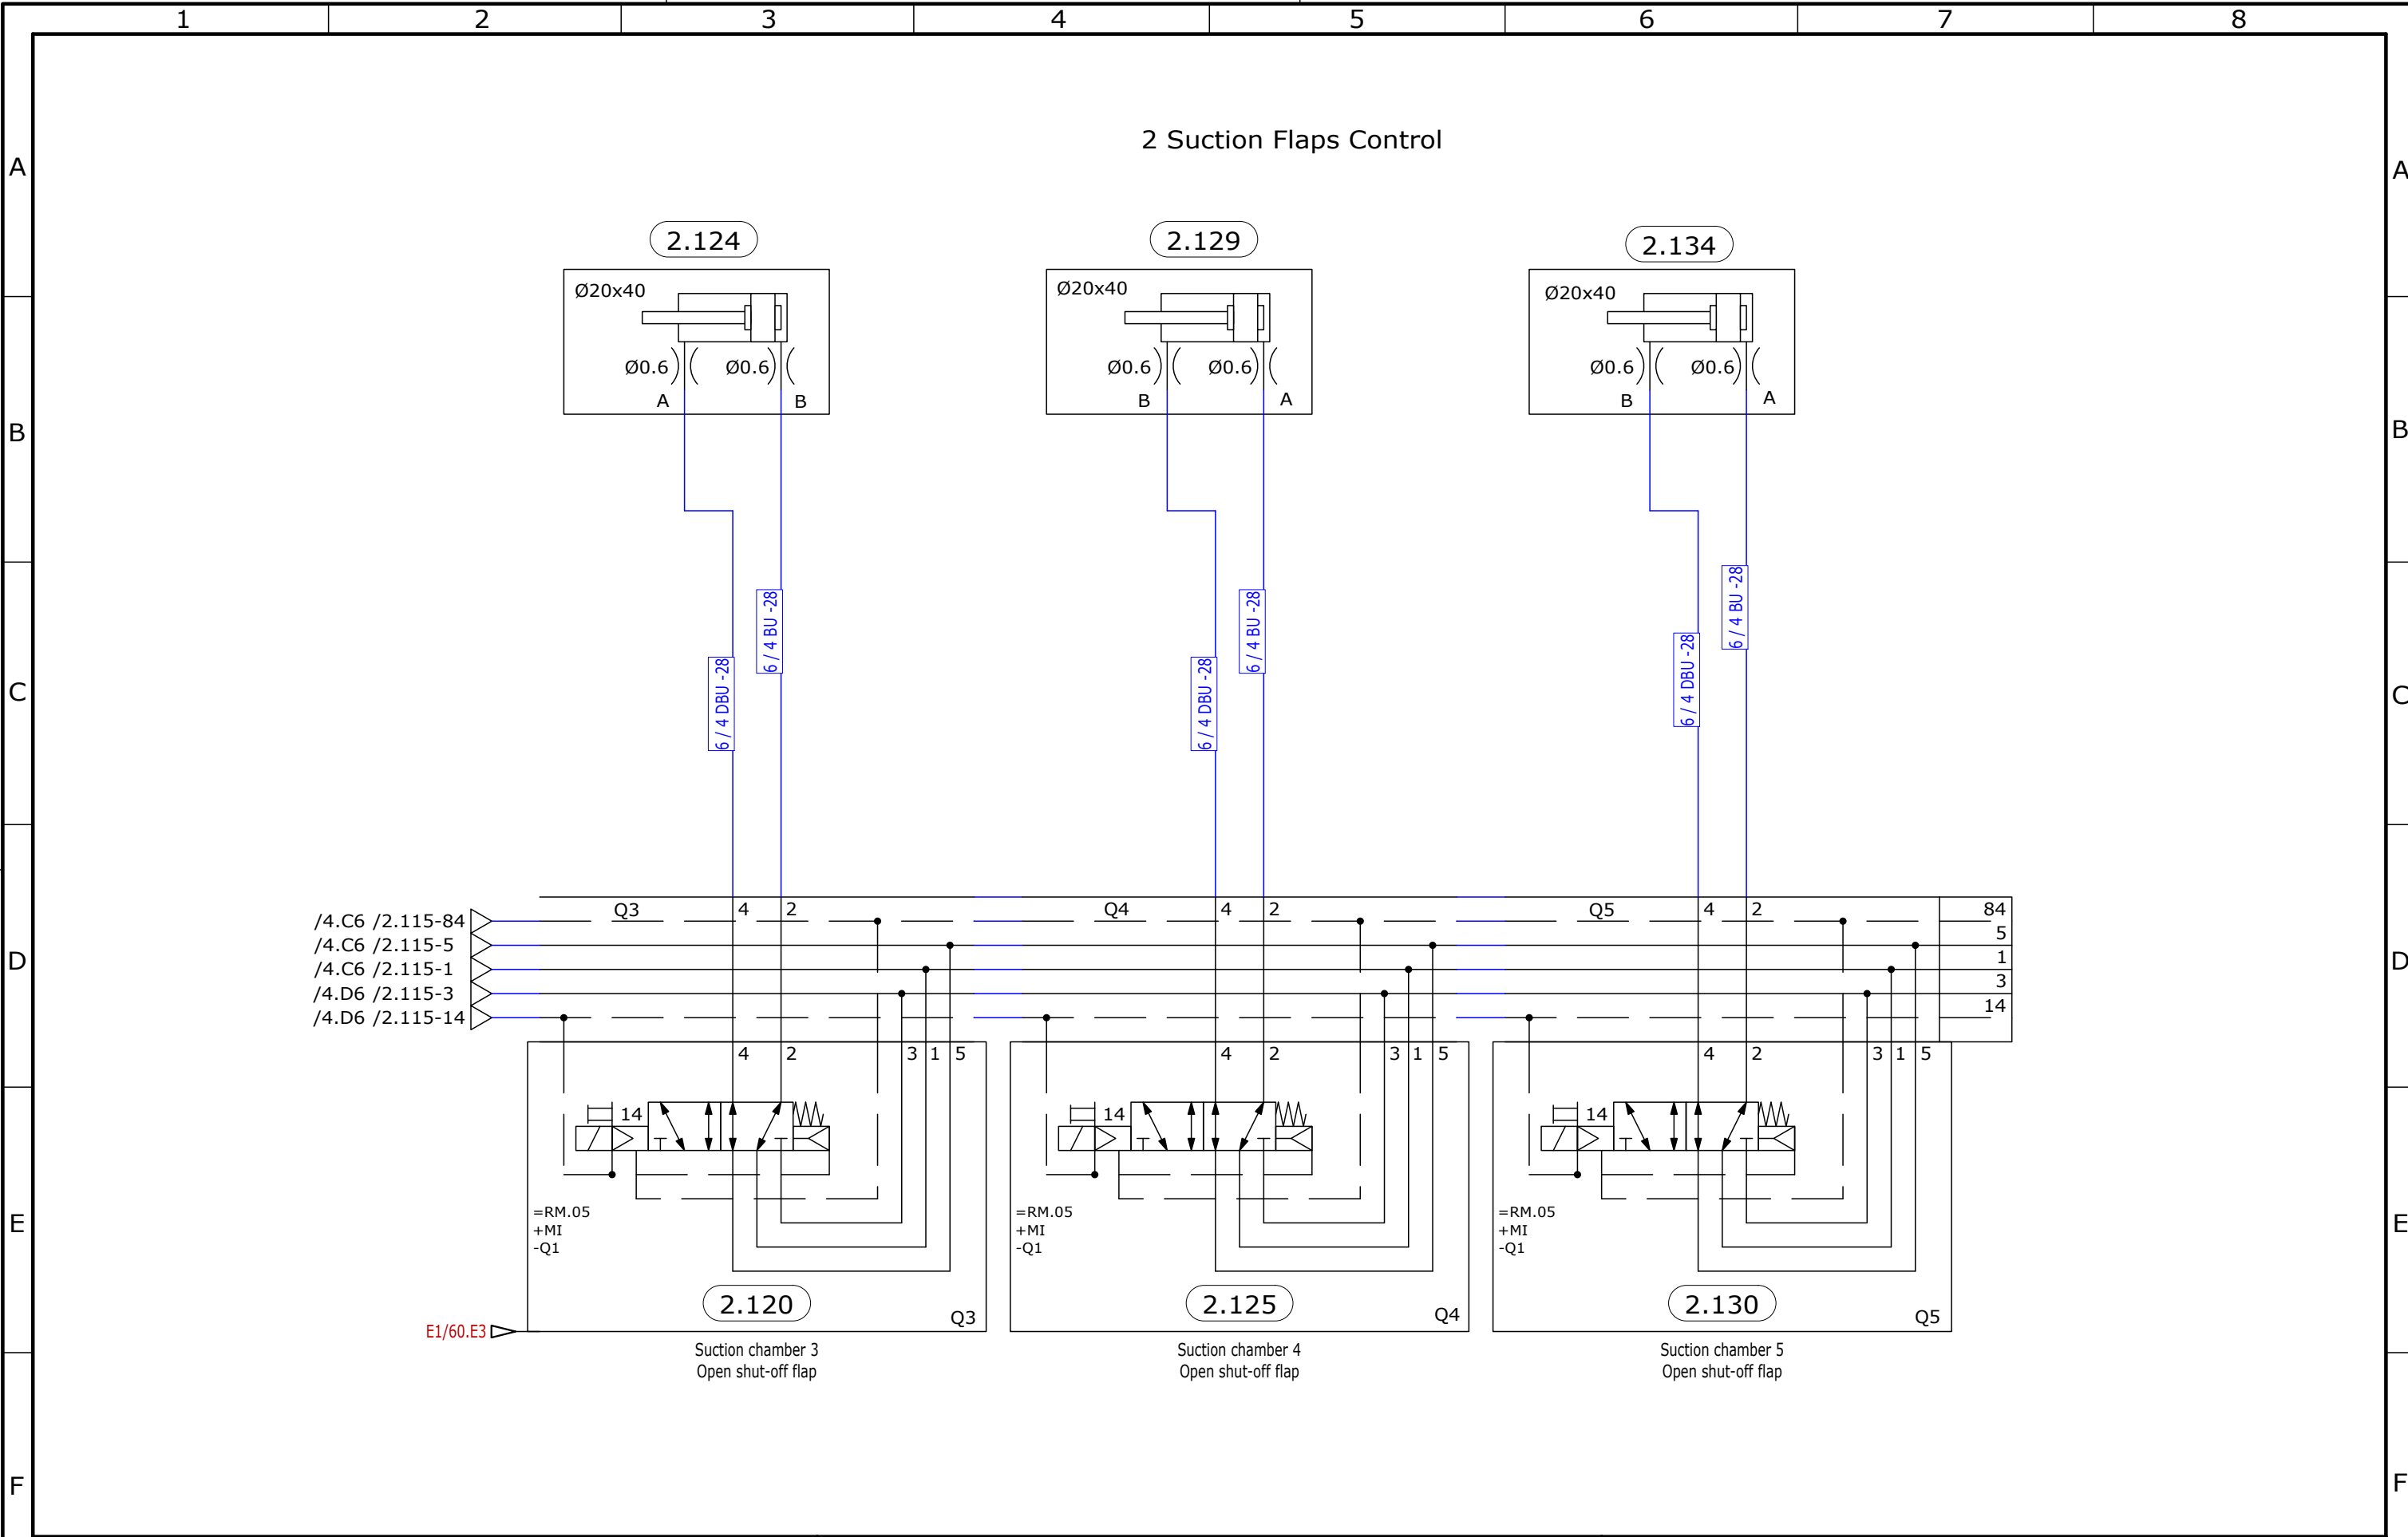 1 2 3 4 5 6 7 8
2 Suction Flaps Control
A A
2.124 2.129 2.134
Ø20x40 Ø20x40 Ø20x40
Ø0.6 Ø0.6 Ø0.6 Ø0.6 Ø0.6 Ø0.6
A B B A B A
B B
6 / 4 DBU -28 6 / 4 BU -28 6 / 4 DBU -28 6 / 4 BU -28 6 / 4 DBU -28 6 / 4 BU -28
C C
/4.C6 /2.115-84 Q3 4 2 Q4 4 2 Q5 4 2 84
/4.C6 /2.115-5 5
D D
/4.C6 /2.115-1 1
/4.D6 /2.115-3 3
/4.D6 /2.115-14 14
4 2 3 1 5 4 2 3 1 5 4 2 3 1 5
14 14 14
=RM.05 =RM.05 =RM.05
+MI +MI +MI
-Q1 -Q1 -Q1
E E
2.120 Q3 2.125 Q4 2.130 Q5
E1/60.E3
Suction chamber 3 Suction chamber 4 Suction chamber 5
Open shut-off flap Open shut-off flap Open shut-off flap
F F